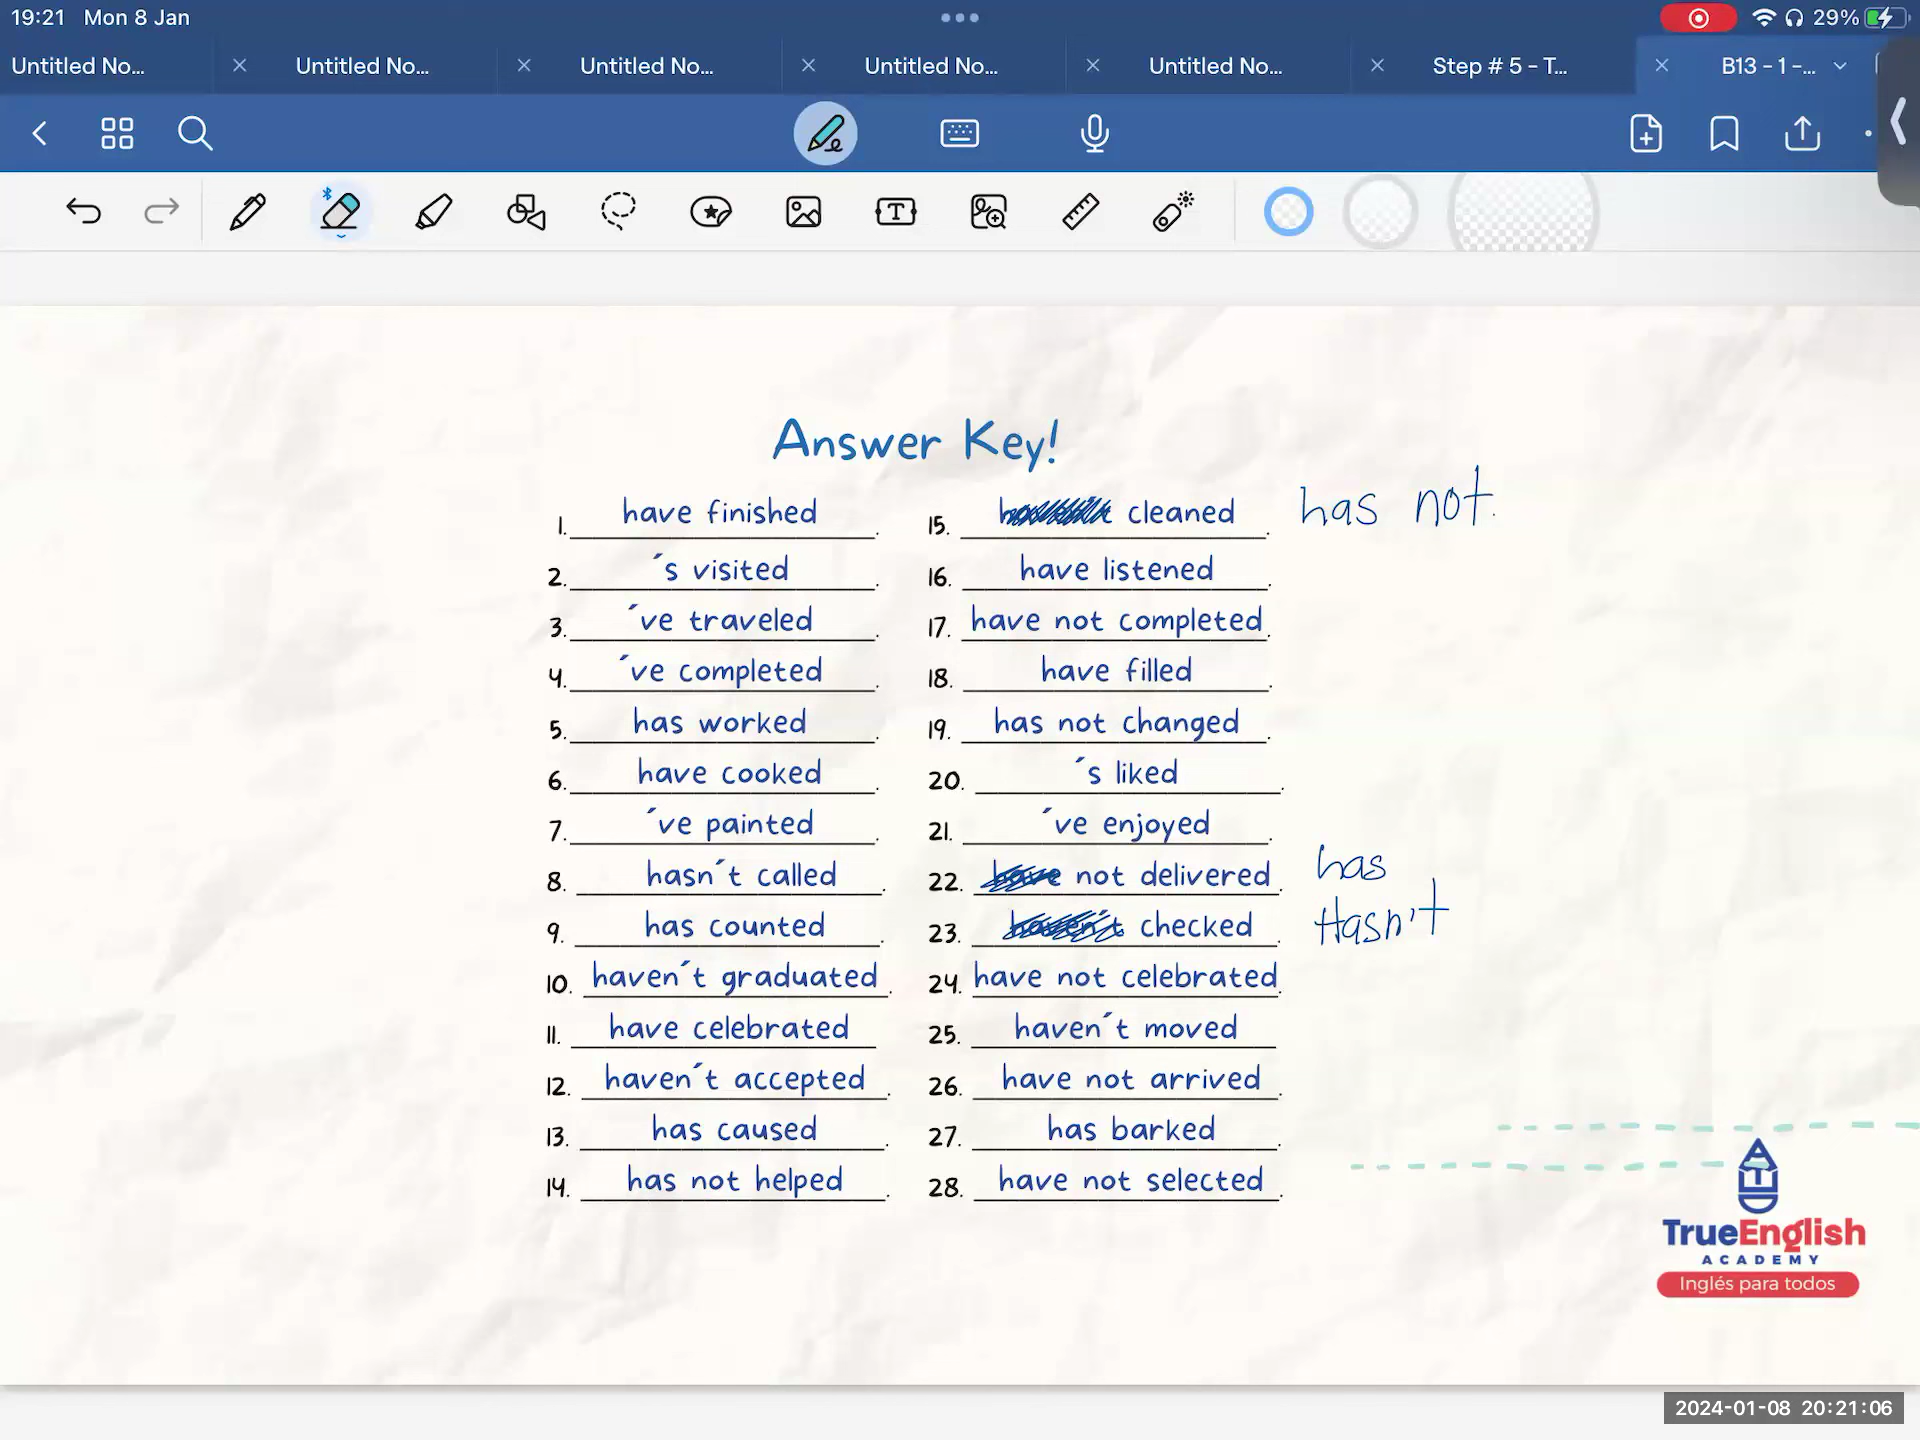 19:21 Mon 8 Jan
29%
Untitled No...
Untitled No...
Untitled No...
Untitled No...
Untitled No...
Step # 5 - T...
B13 - 1 -...
Answer Key!
1. have finished.
2. ´s visited.
3. ´ve traveled.
4. ´ve completed.
5. has worked.
6. have cooked.
7. ´ve painted.
8. hasn´t called.
9. has counted.
10. haven´t graduated.
11. have celebrated
12. haven´t accepted.
13. has caused.
14. has not helped.
15. cleaned. has not.
16. have listened.
17. have not completed.
18. have filled.
19. has not changed.
20. ´s liked.
21. ´ve enjoyed.
22. have not delivered. has
23. haven´t checked. Hasn't
24. have not celebrated.
25. haven´t moved
26. have not arrived.
27. has barked.
28. have not selected.
TrueEnglish
ACADEMY
Inglés para todos
2024-01-08 20:21:06